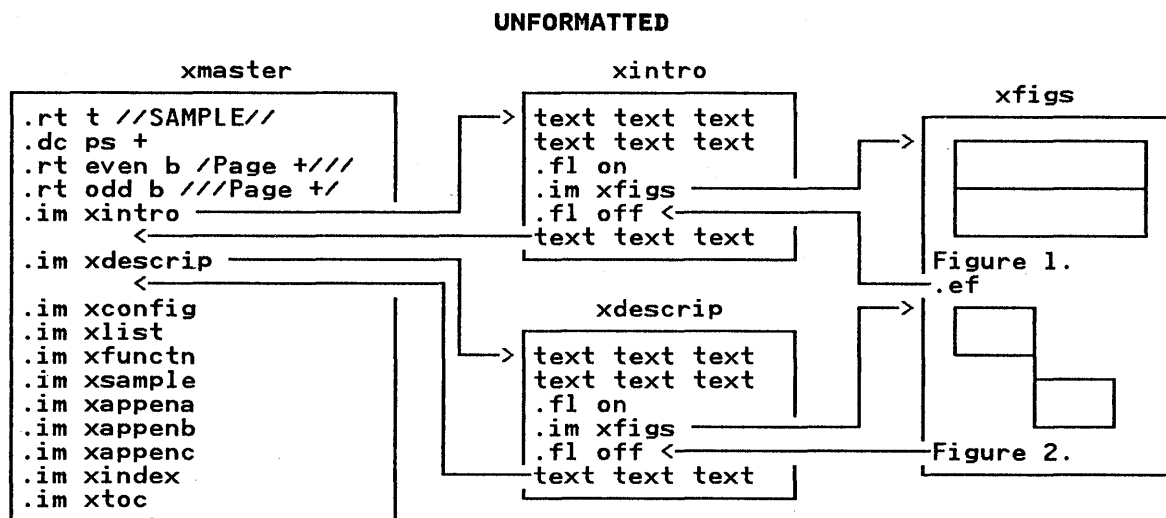 UNFORMATTED
xmaster
.rt t //SAMPLE//
.dc ps +
.rt even b /Page +///
.rt odd b ///Page +/
.im xintro
.im xdescrip
.im xconfig
.im xlist
.im xfunctn
.im xsample
.im xappena
.im xappenb
.im xappenc
.im xindex
.im xtoc
xintro
text text text
text text text
.fl on
.im xfigs
.fl off
text text text
xdescrip
text text text
text text text
.fl on
.im xfigs
.fl off
text text text
xfigs
Figure 1.
.ef
Figure 2.